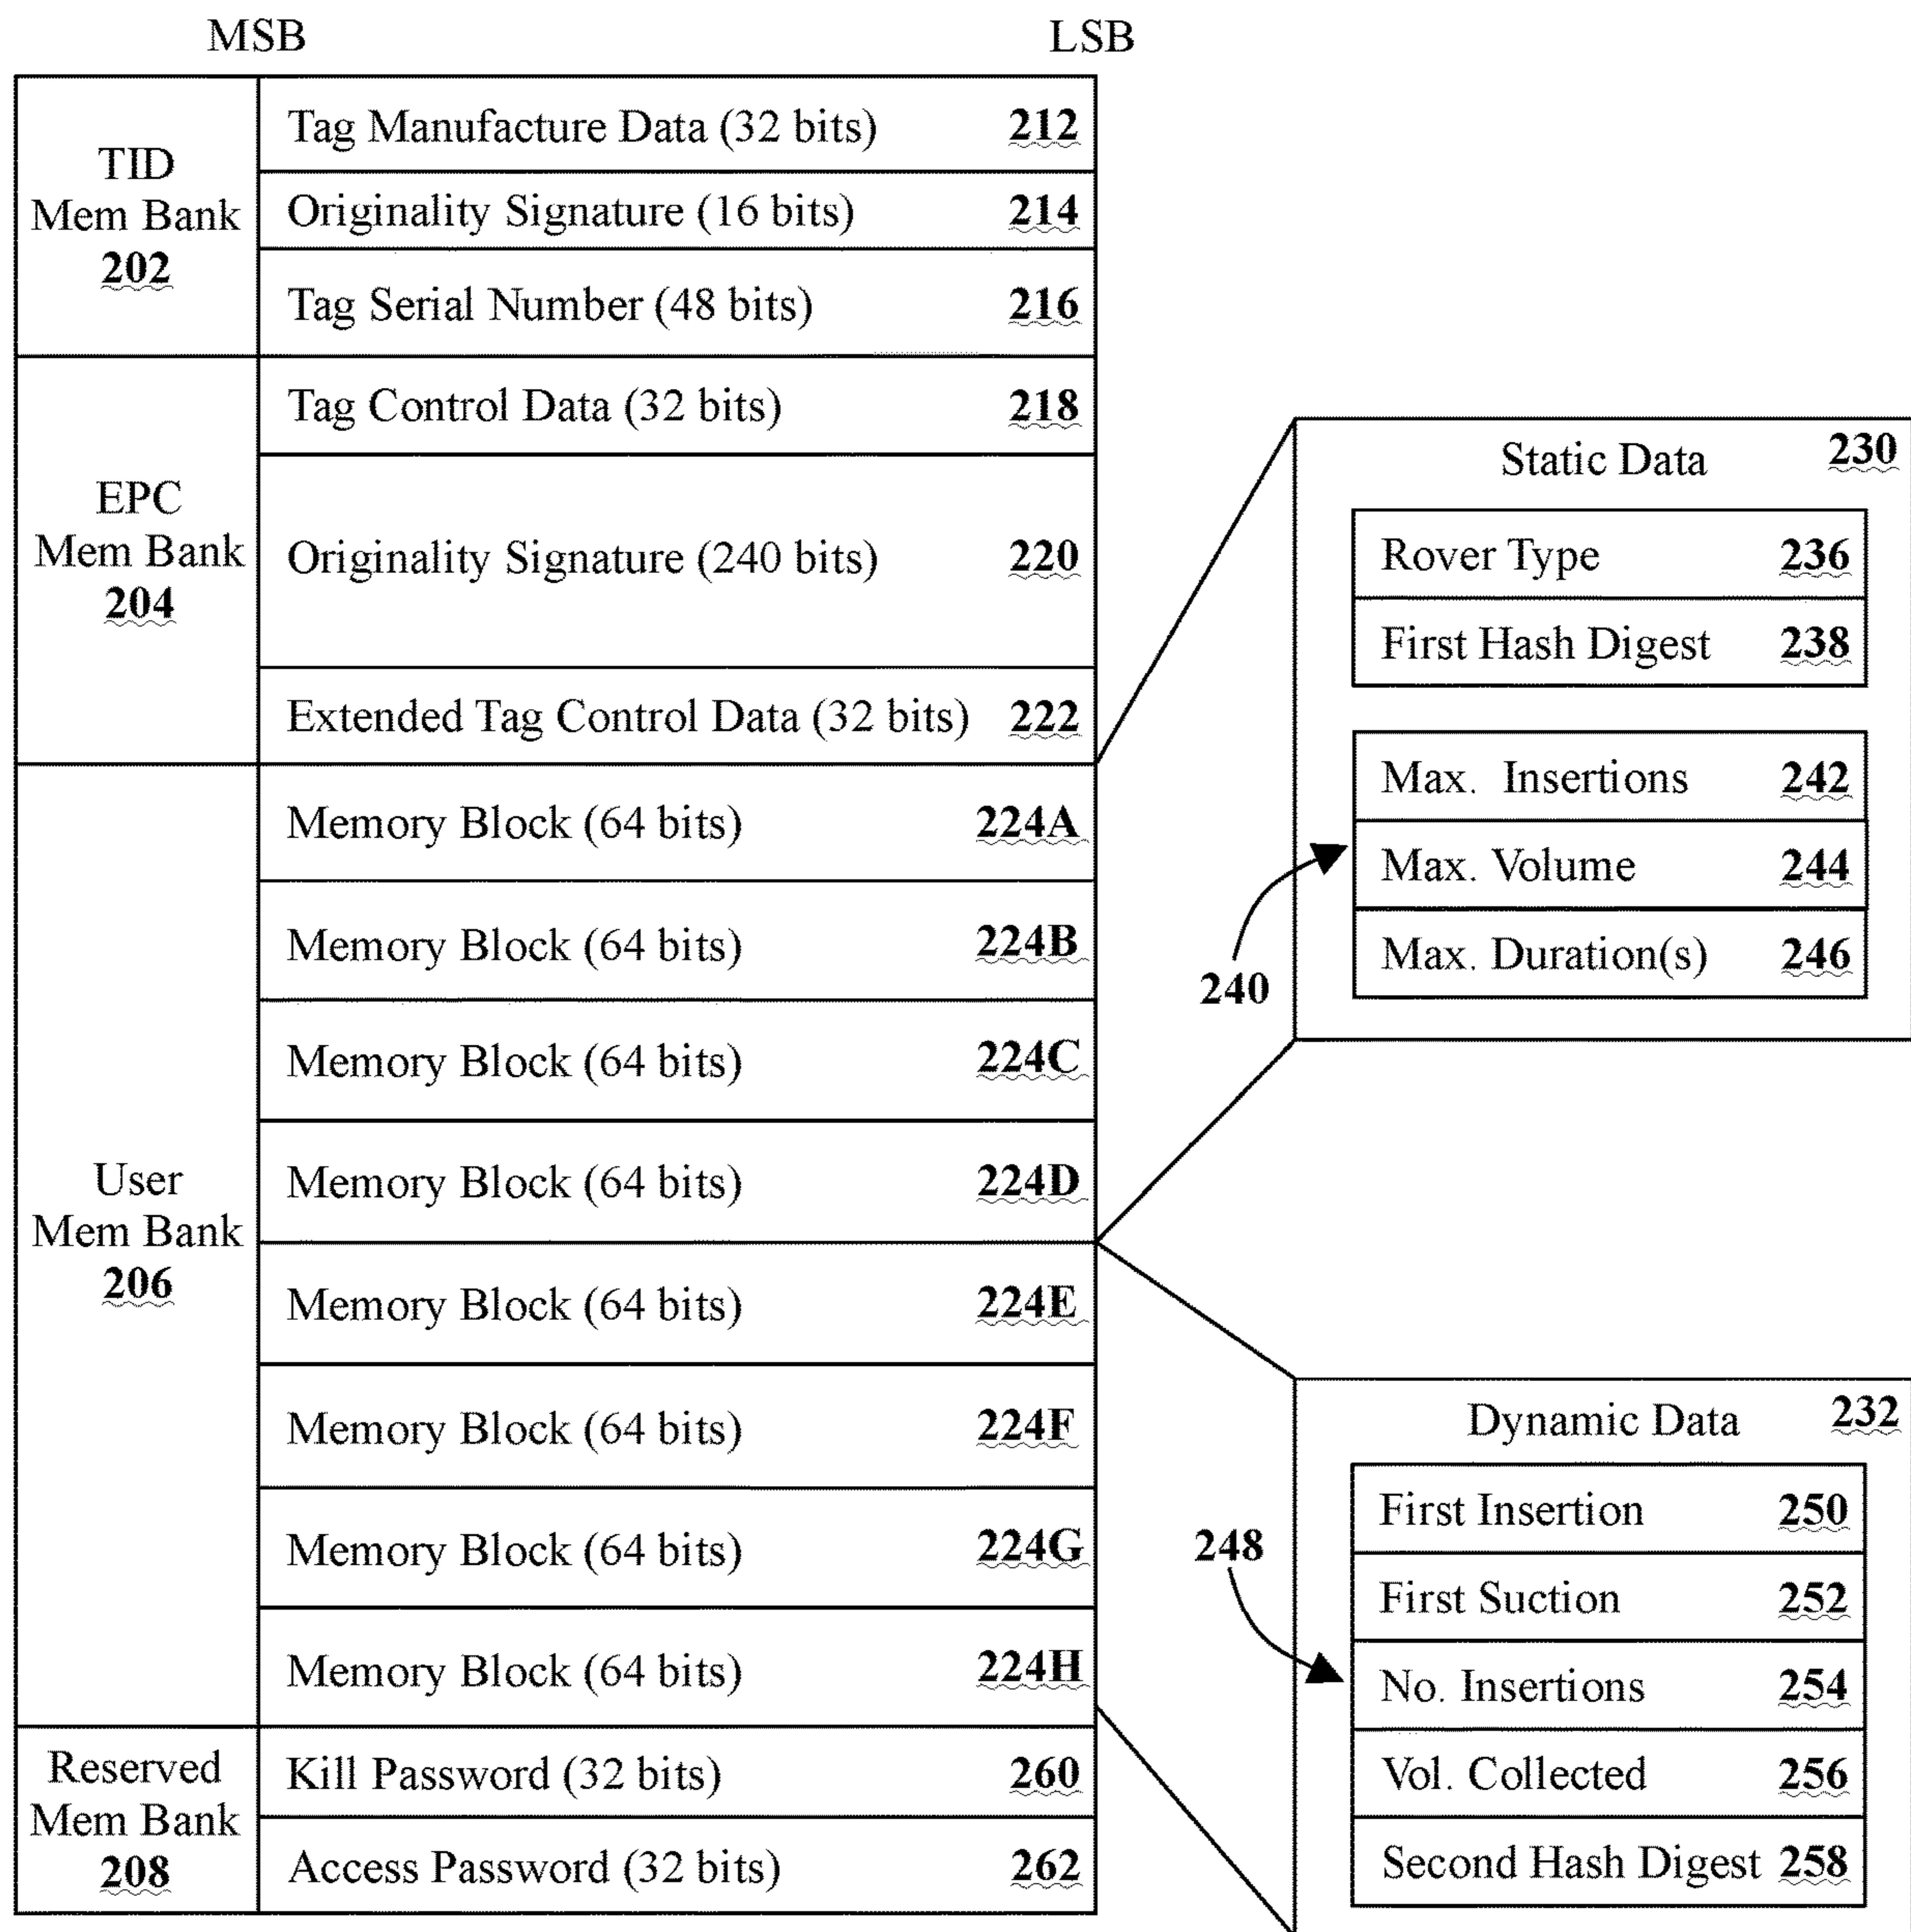 MSB LSB
TID
Mem Bank
202
Tag Manufacture Data (32 bits) 212
Originality Signature (16 bits) 214
Tag Serial Number (48 bits) 216
EPC
Mem Bank
204
Tag Control Data (32 bits) 218
Originality Signature (240 bits) 220
Extended Tag Control Data (32 bits) 222
User
Mem Bank
206
Memory Block (64 bits) 224A
Memory Block (64 bits) 224B
Memory Block (64 bits) 224C
Memory Block (64 bits) 224D
Memory Block (64 bits) 224E
Memory Block (64 bits) 224F
Memory Block (64 bits) 224G
Memory Block (64 bits) 224H
Reserved
Mem Bank
208
Kill Password (32 bits) 260
Access Password (32 bits) 262
Static Data 230
Rover Type 236
First Hash Digest 238
240
Max. Insertions 242
Max. Volume 244
Max. Duration(s) 246
Dynamic Data 232
248
First Insertion 250
First Suction 252
No. Insertions 254
Vol. Collected 256
Second Hash Digest 258